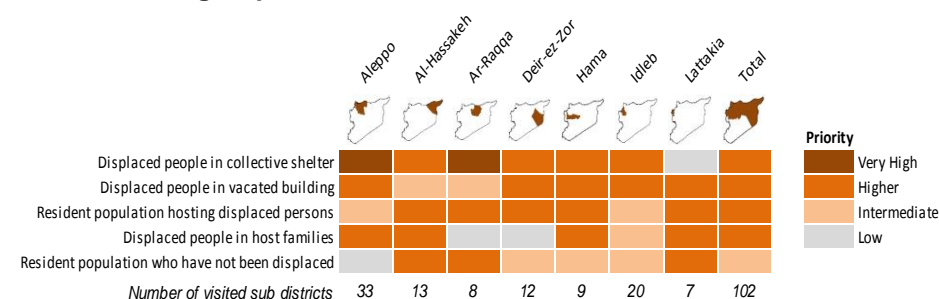 Aleppo
Al-Hassakeh
Ar-Raqqa
Deir-ez-Zor
Hama
Idleb
Lattakia
Total
Priority
Displaced people in collective shelter
Very High
Displaced people in vacated building
Higher
Resident population hosting displaced persons
Intermediate
Displaced people in host families
Low
Resident population who have not been displaced
Number of visited sub districts 33 13 8 12 9 20 7 102